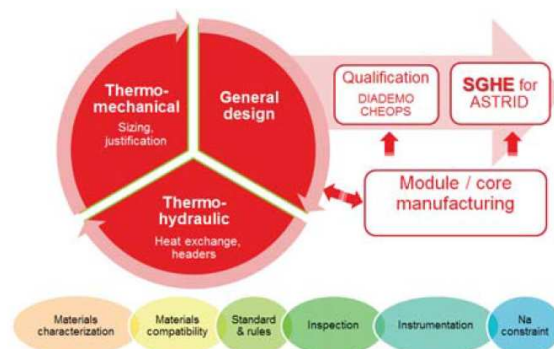 Thermo-
mechanical
Sizing,
justification
General
design
Thermo-
hydraulic
Heat exchange,
headers
Qualification
DIADEMO
CHEOPS
SGHE for
ASTRID
Module / core
manufacturing
Materials
characterization
Materials
compatibility
Standard
& rules
Inspection
Instrumentation
Na
constraint